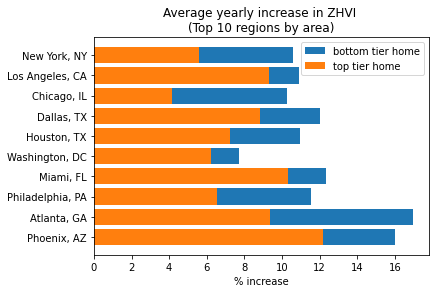 Average yearly increase in ZHVI
(Top 10 regions by area)
bottom tier home
top tier home
New York, NY
Los Angeles, CA
Chicago, IL
Dallas, TX
Houston, TX
Washington, DC
Miami, FL
Philadelphia, PA
Atlanta, GA
Phoenix, AZ
0 2 4 6 8 10 12 14 16
% increase